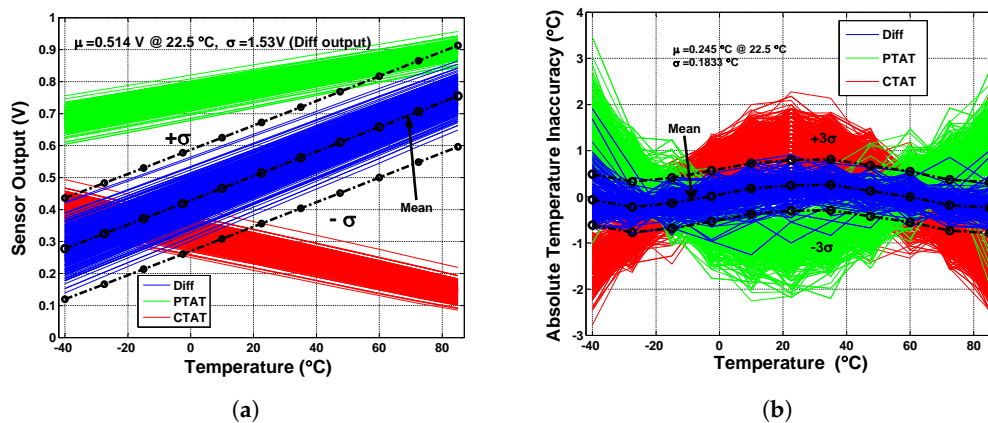 μ =0.514 V @ 22.5 ºC, σ =1.53V (Diff output)
Sensor Output (V)
1
0.9
0.8
0.7
0.6
0.5
0.4
0.3
0.2
0.1
0
+σ
- σ
Mean
Diff
PTAT
CTAT
-40 -20 0 20 40 60 80
Temperature (ºC)
(a)
Absolute Temperature Inaccuracy (ºC)
4
3
2
1
0
-1
-2
-3
μ =0.245 ºC @ 22.5 ºC
σ =0.1833 ºC
Diff
PTAT
CTAT
Mean
+3σ
-3σ
-40 -20 0 20 40 60 80
Temperature (ºC)
(b)